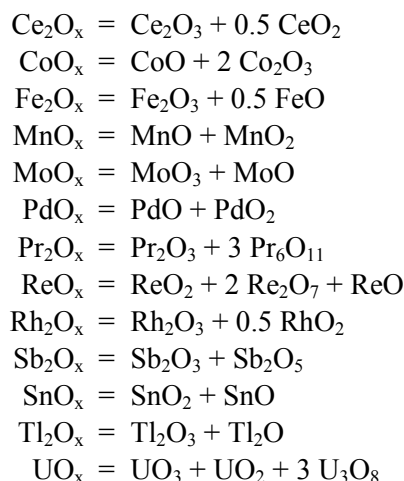 Ce₂Oₓ = Ce₂O₃ + 0.5 CeO₂
CoOₓ = CoO + 2 Co₂O₃
Fe₂Oₓ = Fe₂O₃ + 0.5 FeO
MnOₓ = MnO + MnO₂
MoOₓ = MoO₃ + MoO
PdOₓ = PdO + PdO₂
Pr₂Oₓ = Pr₂O₃ + 3 Pr₆O₁₁
ReOₓ = ReO₂ + 2 Re₂O₇ + ReO
Rh₂Oₓ = Rh₂O₃ + 0.5 RhO₂
Sb₂Oₓ = Sb₂O₃ + Sb₂O₅
SnOₓ = SnO₂ + SnO
Tl₂Oₓ = Tl₂O₃ + Tl₂O
UOₓ = UO₃ + UO₂ + 3 U₃O₈